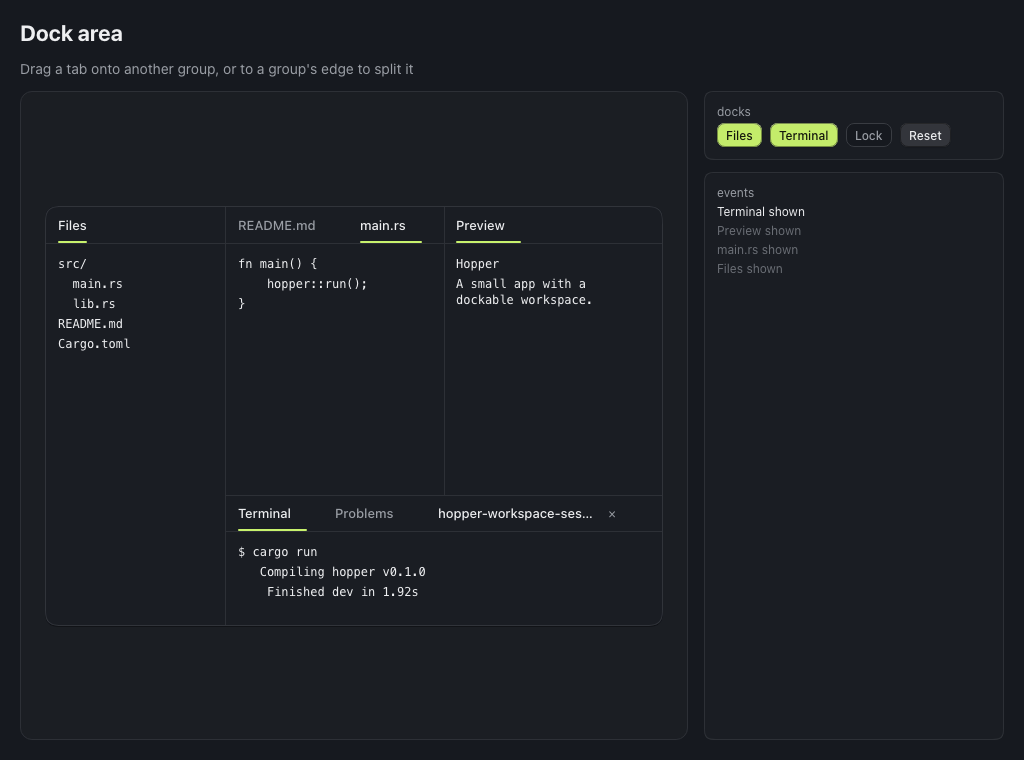 Dock area
Drag a tab onto another group, or to a group's edge to split it
Files
src/
  main.rs
  lib.rs
README.md
Cargo.toml
README.md main.rs
fn main() {
    hopper::run();
}
Preview
Hopper
A small app with a
dockable workspace.
Terminal Problems hopper-workspace-ses... ×
$ cargo run
   Compiling hopper v0.1.0
    Finished dev in 1.92s
docks
Files Terminal Lock Reset
events
Terminal shown
Preview shown
main.rs shown
Files shown